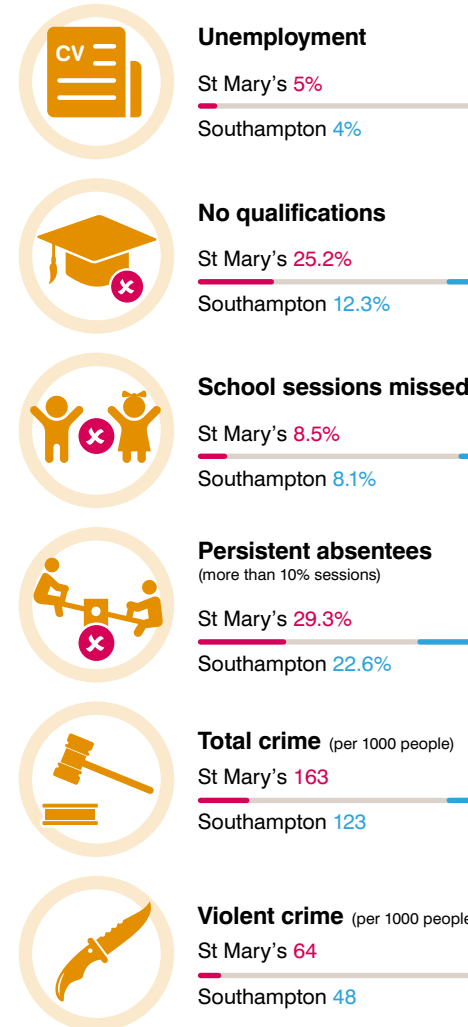 CV
Unemployment
St Mary's 5%
Southampton 4%
No qualifications
St Mary's 25.2%
Southampton 12.3%
School sessions missed
St Mary's 8.5%
Southampton 8.1%
Persistent absentees
(more than 10% sessions)
St Mary's 29.3%
Southampton 22.6%
Total crime (per 1000 people)
St Mary's 163
Southampton 123
Violent crime (per 1000 people
St Mary's 64
Southampton 48